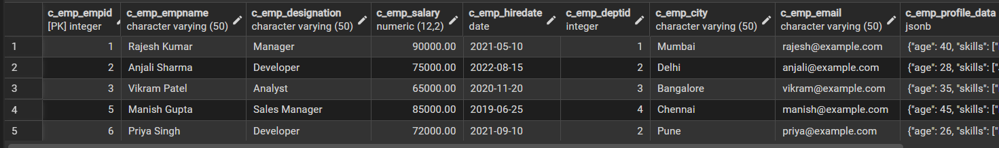 c_emp_empid c_emp_empname c_emp_designation c_emp_salary c_emp_hiredate c_emp_deptid c_emp_city c_emp_email c_emp_profile_data
[PK] integer character varying (50) character varying (50) numeric (12,2) date integer character varying (50) character varying (50) jsonb
1 1 Rajesh Kumar Manager 90000.00 2021-05-10 1 Mumbai rajesh@example.com {"age": 40, "skills": ["
2 2 Anjali Sharma Developer 75000.00 2022-08-15 2 Delhi anjali@example.com {"age": 28, "skills": ["
3 3 Vikram Patel Analyst 65000.00 2020-11-20 3 Bangalore vikram@example.com {"age": 35, "skills": ["
4 5 Manish Gupta Sales Manager 85000.00 2019-06-25 4 Chennai manish@example.com {"age": 45, "skills": ["
5 6 Priya Singh Developer 72000.00 2021-09-10 2 Pune priya@example.com {"age": 26, "skills": ["